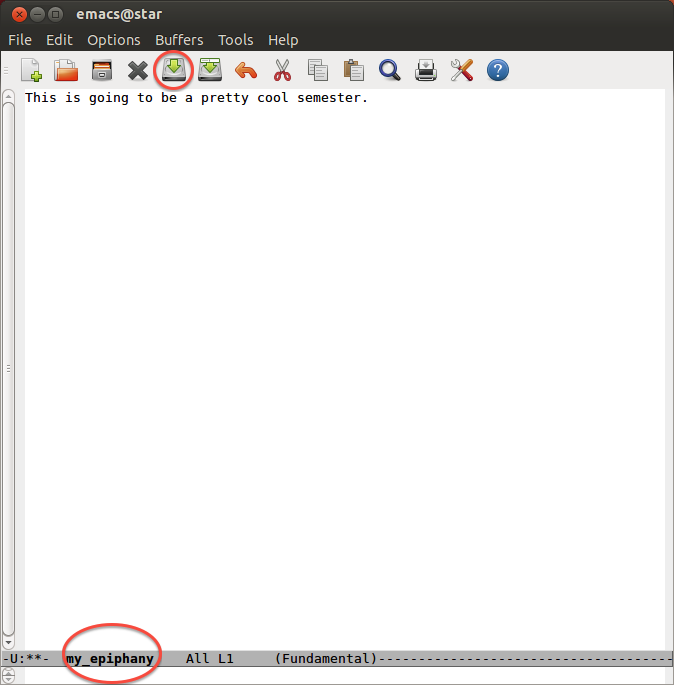 emacs@star
File Edit Options Buffers Tools Help
This is going to be a pretty cool semester.
-U:**- my_epiphany All L1 (Fundamental)-------------------------------------